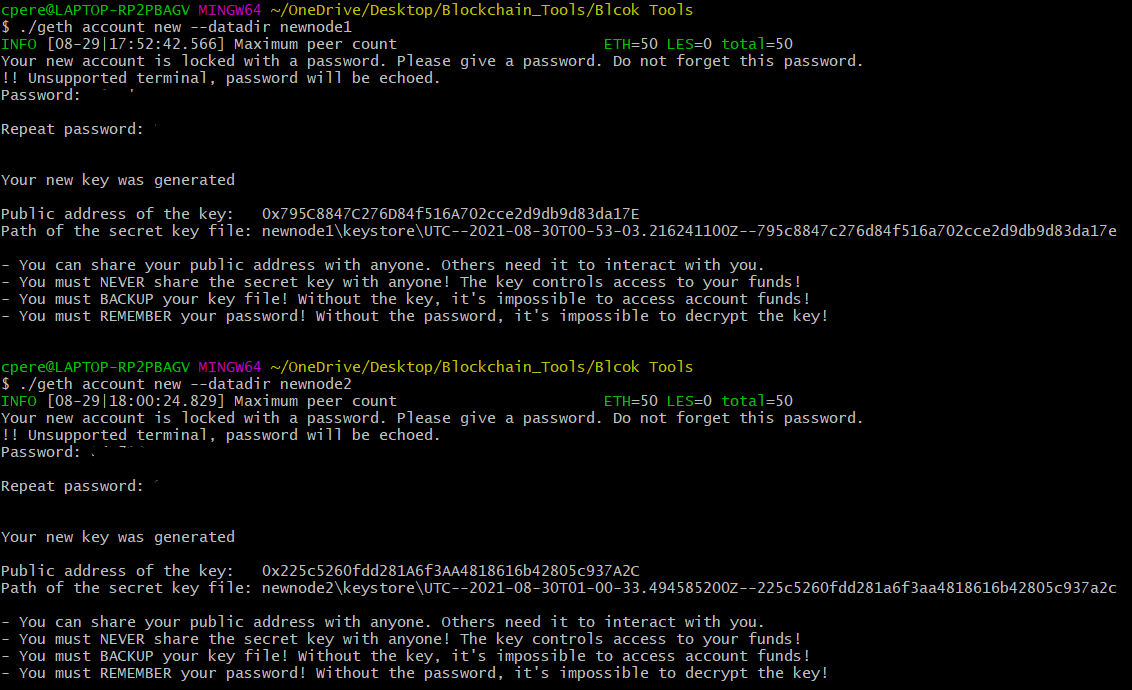 cpere@LAPTOP-RP2PBAGV MINGW64 ~/OneDrive/Desktop/Blockchain_Tools/Blcok Tools
$ ./geth account new --datadir newnode1
INFO [08-29|17:52:42.566] Maximum peer count                       ETH=50 LES=0 total=50
Your new account is locked with a password. Please give a password. Do not forget this password.
!! Unsupported terminal, password will be echoed.
Password:
Repeat password:
Your new key was generated
Public address of the key:   0x795C8847C276D84f516A702cce2d9db9d83da17E
Path of the secret key file: newnode1\keystore\UTC--2021-08-30T00-53-03.216241100Z--795c8847c276d84f516a702cce2d9db9d83da17e
- You can share your public address with anyone. Others need it to interact with you.
- You must NEVER share the secret key with anyone! The key controls access to your funds!
- You must BACKUP your key file! Without the key, it's impossible to access account funds!
- You must REMEMBER your password! Without the password, it's impossible to decrypt the key!
cpere@LAPTOP-RP2PBAGV MINGW64 ~/OneDrive/Desktop/Blockchain_Tools/Blcok Tools
$ ./geth account new --datadir newnode2
INFO [08-29|18:00:24.829] Maximum peer count                       ETH=50 LES=0 total=50
Your new account is locked with a password. Please give a password. Do not forget this password.
!! Unsupported terminal, password will be echoed.
Password:
Repeat password:
Your new key was generated
Public address of the key:   0x225c5260fdd281A6f3AA4818616b42805c937A2C
Path of the secret key file: newnode2\keystore\UTC--2021-08-30T01-00-33.494585200Z--225c5260fdd281a6f3aa4818616b42805c937a2c
- You can share your public address with anyone. Others need it to interact with you.
- You must NEVER share the secret key with anyone! The key controls access to your funds!
- You must BACKUP your key file! Without the key, it's impossible to access account funds!
- You must REMEMBER your password! Without the password, it's impossible to decrypt the key!